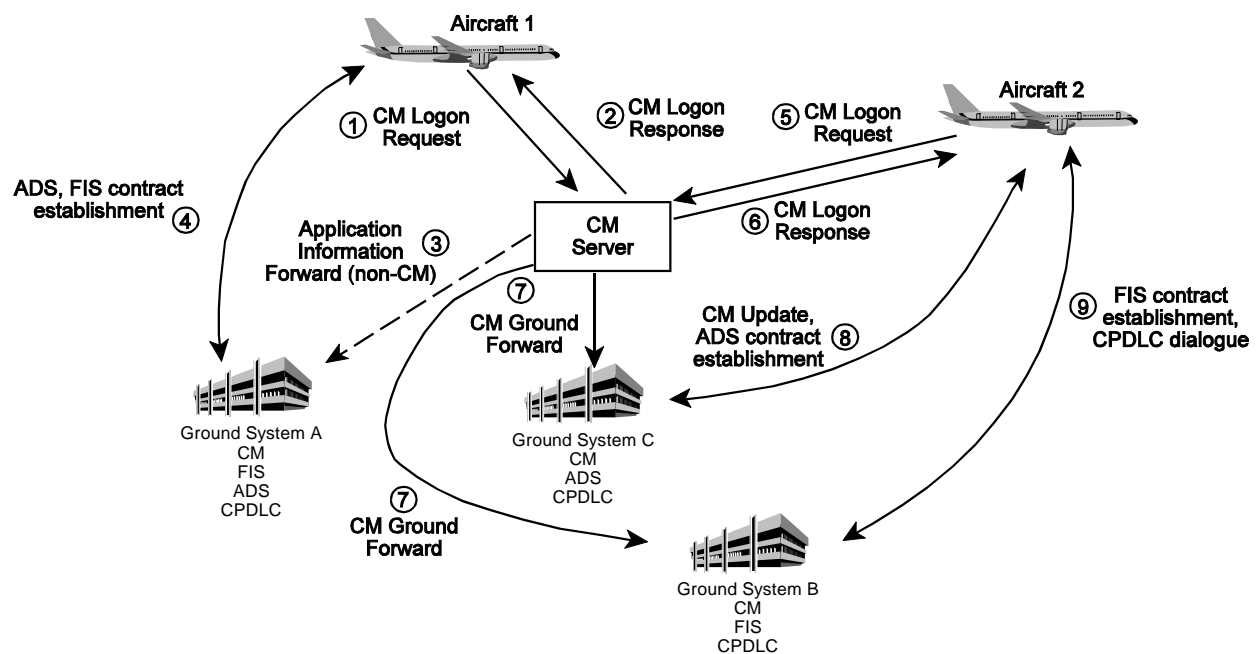 Aircraft 1
① CM Logon
Request
② CM Logon
Response
⑤ CM Logon
Request
Aircraft 2
ADS, FIS contract
establishment ④
Application
Information ③
Forward (non-CM)
CM
Server
⑥ CM Logon
Response
⑦
CM Ground
Forward
CM Update,
ADS contract ⑧
establishment
⑨ FIS contract
establishment,
CPDLC dialogue
Ground System A
CM
FIS
ADS
CPDLC
Ground System C
CM
ADS
CPDLC
⑦
CM Ground
Forward
Ground System B
CM
FIS
CPDLC